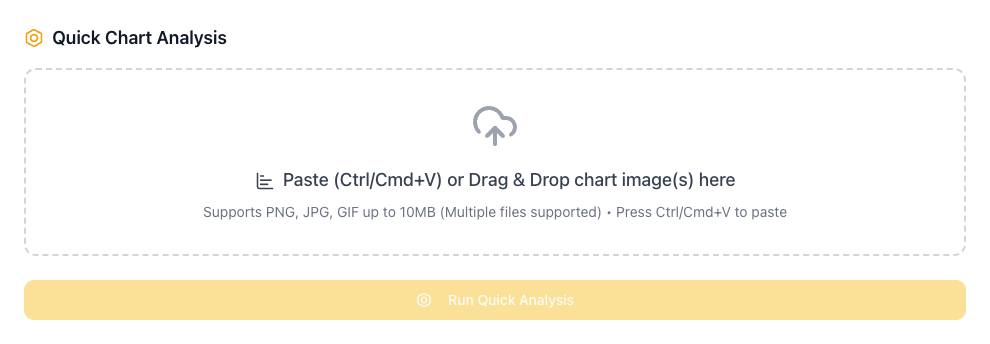 Quick Chart Analysis
Paste (Ctrl/Cmd+V) or Drag & Drop chart image(s) here
Supports PNG, JPG, GIF up to 10MB (Multiple files supported) • Press Ctrl/Cmd+V to paste
Run Quick Analysis